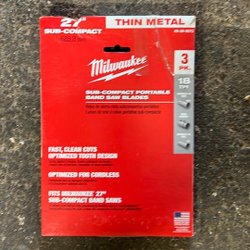 27"
SUB-COMPACT
THIN METAL
Milwaukee
3
PK.
SUB-COMPACT PORTABLE
BAND SAW BLADES
18
TPI
FAST, CLEAN CUTS
OPTIMIZED TOOTH DESIGN
OPTIMIZED FOR CORDLESS
FITS MILWAUKEE 27"
SUB-COMPACT BAND SAWS